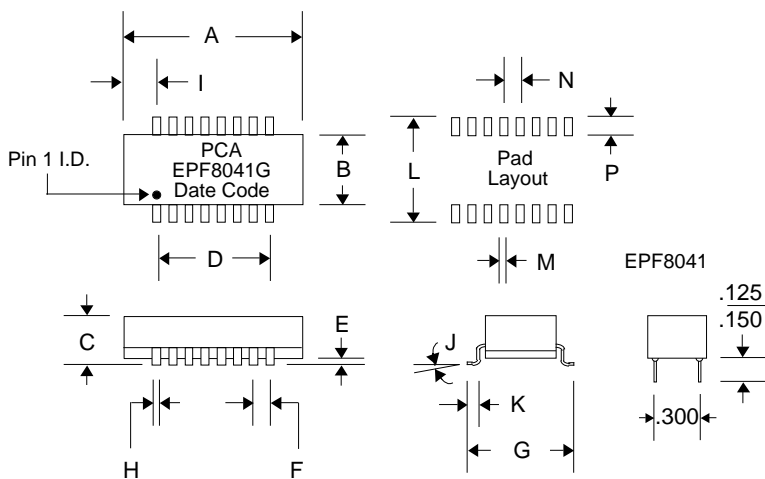 A
I
N
Pin 1 I.D.
PCA
EPF8041G
Date Code
B
L
Pad
Layout
P
D
M
EPF8041
C
E
J
K
.125
.150
.300
H
F
G